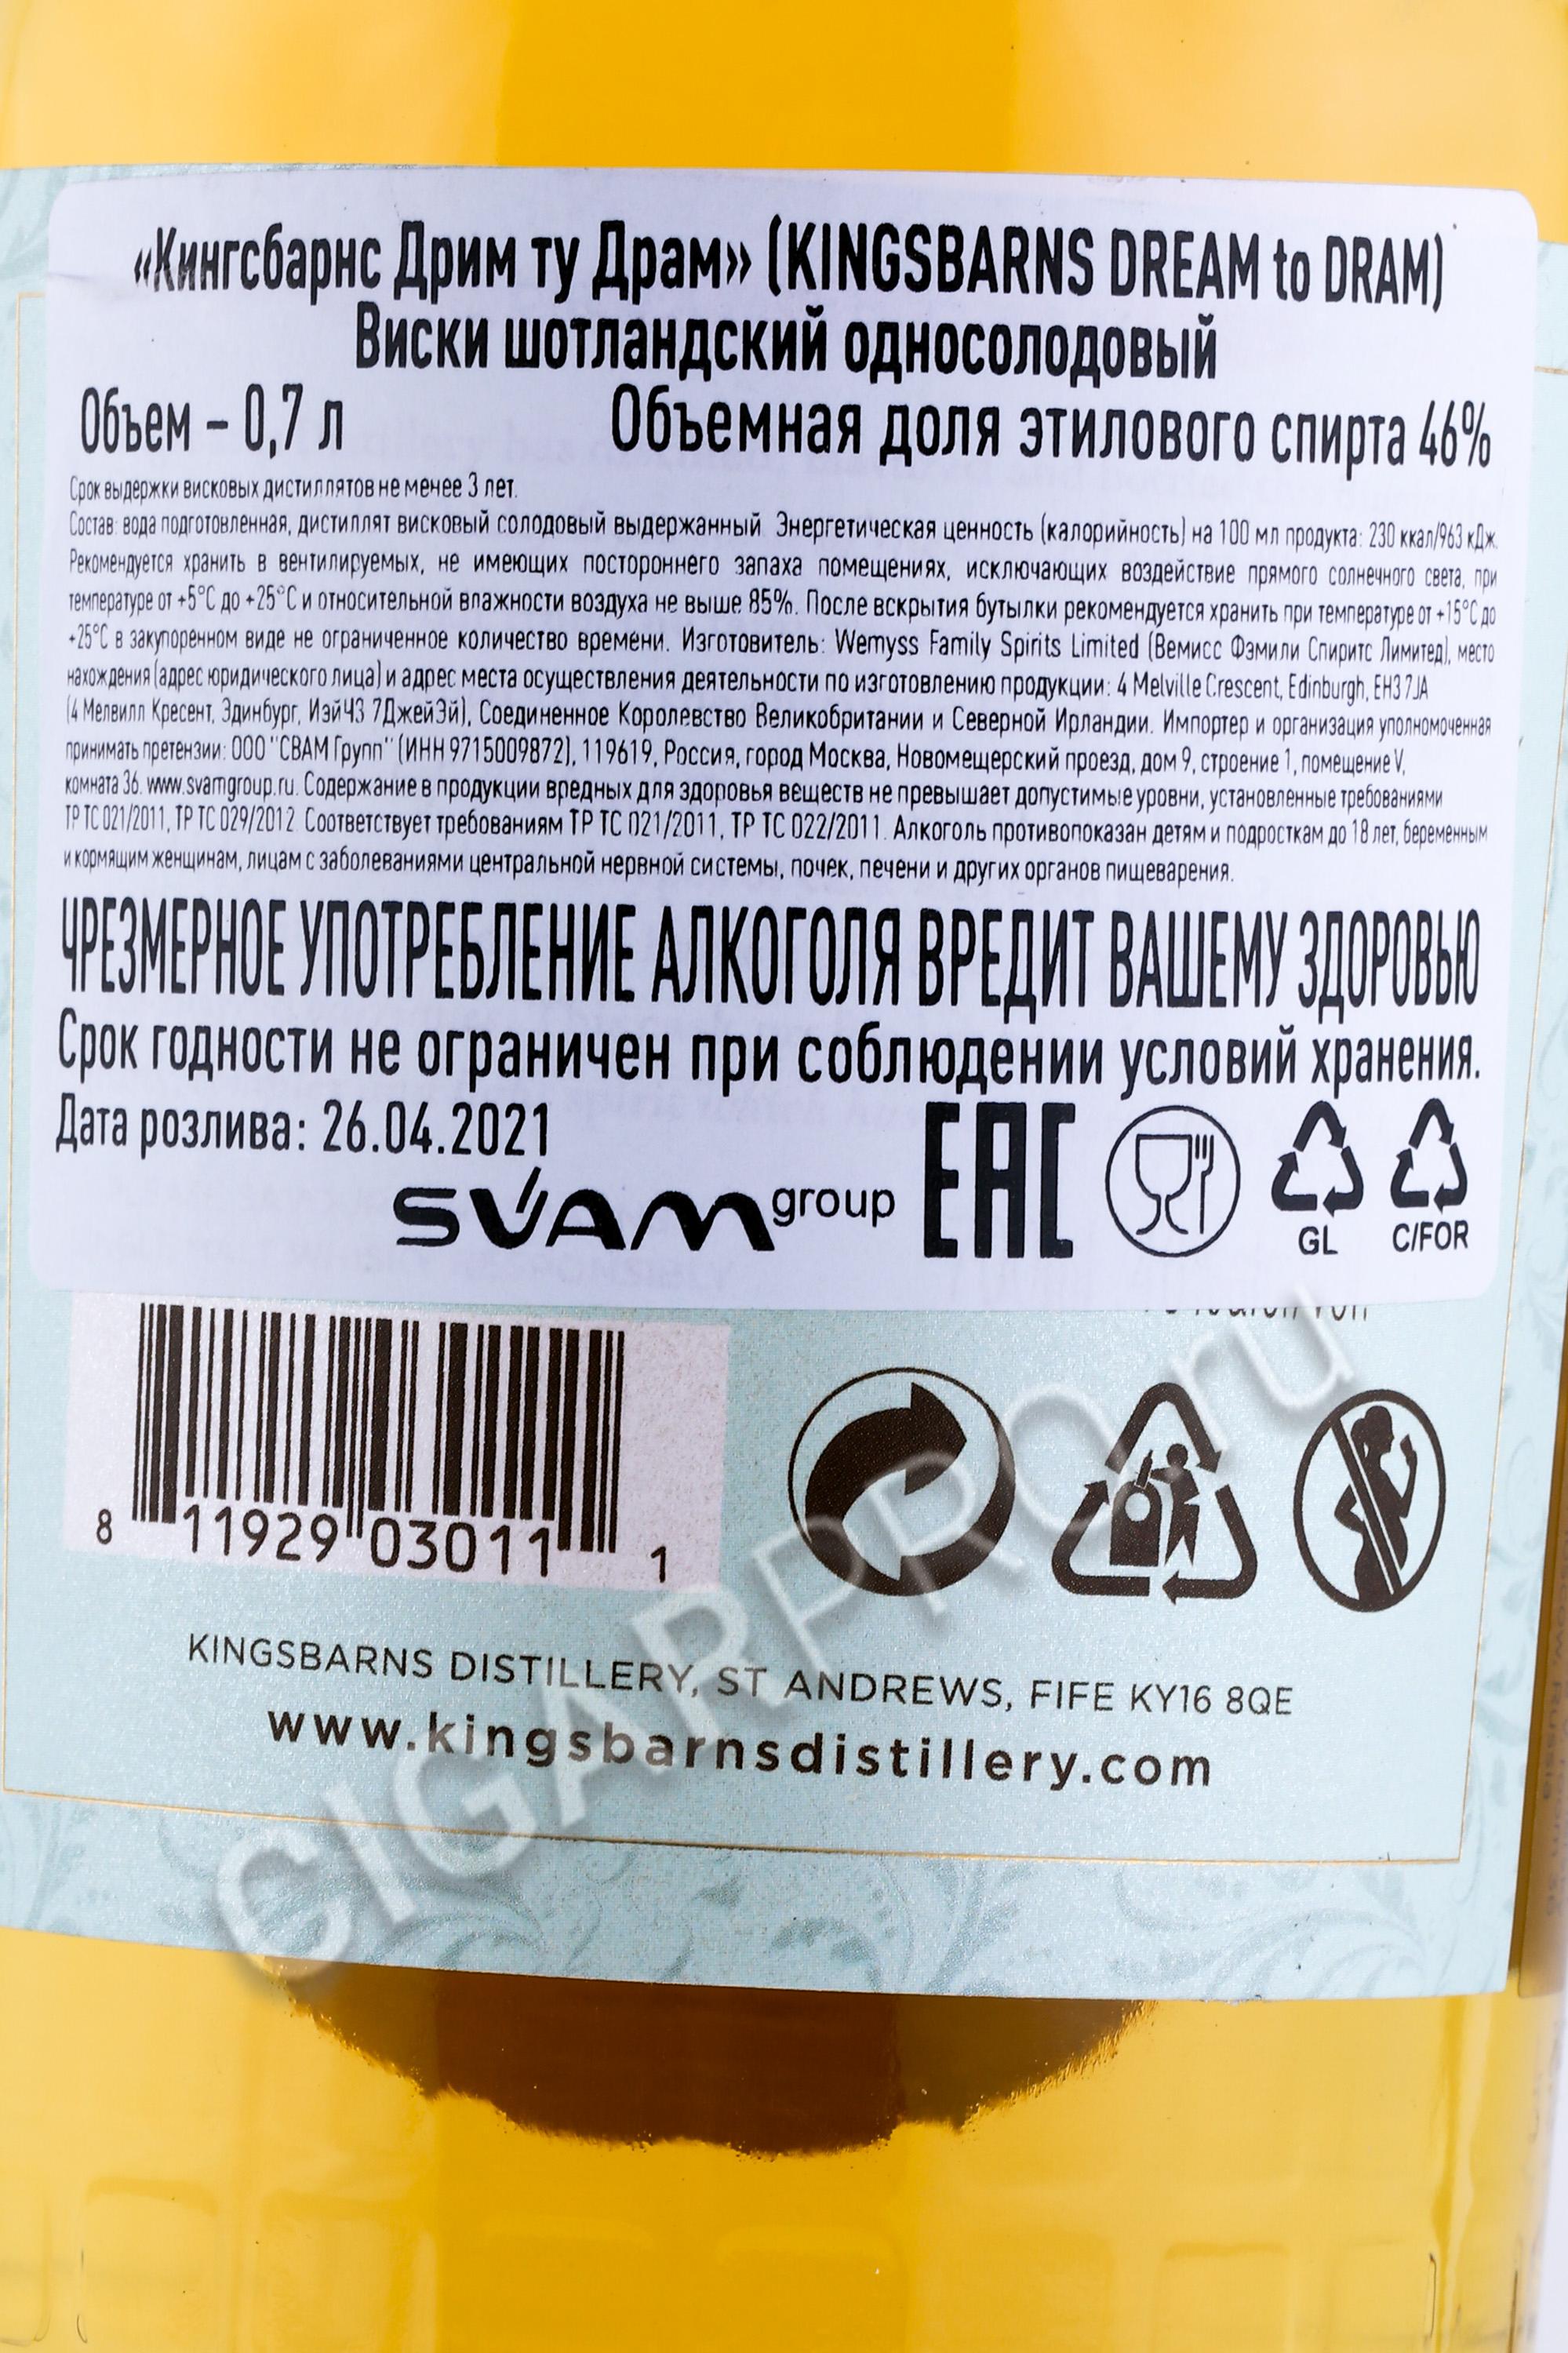 «Кингсбарнс Дрим ту Драм» (KINGSBARNS DREAM to DRAM)
Виски шотландский односолодовый
Объем – 0,7 л Объемная доля этилового спирта 46%
Срок выдержки висковых дистиллятов не менее 3 лет.
Состав: вода подготовленная, дистиллят висковый солодовый выдержанный. Энергетическая ценность (калорийность) на 100 мл продукта: 230 ккал/963 кДж.
Рекомендуется хранить в вентилируемых, не имеющих постороннего запаха помещениях, исключающих воздействие прямого солнечного света, при
температуре от +5°С до +25°С и относительной влажности воздуха не выше 85%. После вскрытия бутылки рекомендуется хранить при температуре от +15°С до
+25°С в закупоренном виде не ограниченное количество времени. Изготовитель: Wemyss Family Spirits Limited (Вемисс Фэмили Спиритс Лимитед), место
нахождения (адрес юридического лица) и адрес места осуществления деятельности по изготовлению продукции: 4 Melville Crescent, Edinburgh, EH3 7JA
(4 Мелвилл Кресент, Эдинбург, ИэйЧ3 7ДжейЭй), Соединенное Королевство Великобритании и Северной Ирландии. Импортер и организация уполномоченная
принимать претензии: ООО "СВАМ Групп" (ИНН 9715009872), 119619, Россия, город Москва, Новомещерский проезд, дом 9, строение 1, помещение V,
комната 36. www.svamgroup.ru. Содержание в продукции вредных для здоровья веществ не превышает допустимые уровни, установленные требованиями
ТР ТС 021/2011, ТР ТС 029/2012. Соответствует требованиям ТР ТС 021/2011, ТР ТС 022/2011. Алкоголь противопоказан детям и подросткам до 18 лет, беременным
и кормящим женщинам, лицам с заболеваниями центральной нервной системы, почек, печени и других органов пищеварения.
ЧРЕЗМЕРНОЕ УПОТРЕБЛЕНИЕ АЛКОГОЛЯ ВРЕДИТ ВАШЕМУ ЗДОРОВЬЮ
Срок годности не ограничен при соблюдении условий хранения.
Дата розлива: 26.04.2021
SVAM group EAC GL C/FOR
8 11929 03011 1
KINGSBARNS DISTILLERY, ST ANDREWS, FIFE KY16 8QE
www.kingsbarnsdistillery.com
CIGARPRO.ru